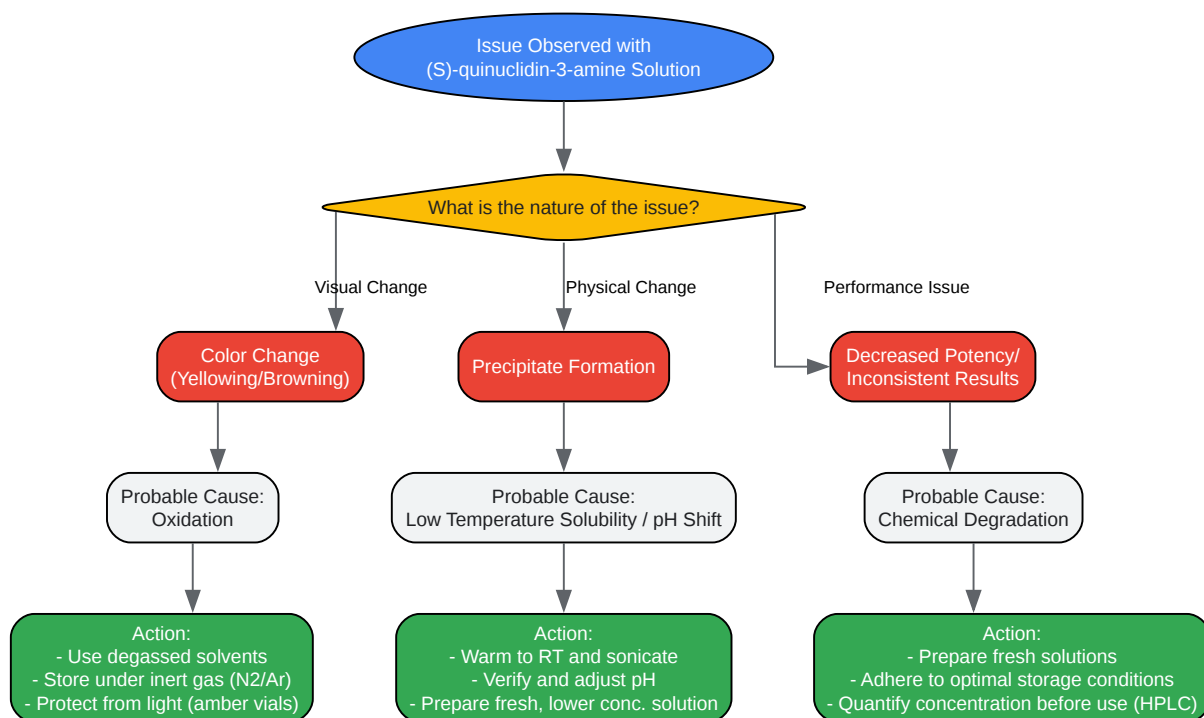 Issue Observed with
(S)-quinuclidin-3-amine Solution
What is the nature of the issue?
Visual Change
Physical Change
Performance Issue
Color Change
(Yellowing/Browning)
Precipitate Formation
Decreased Potency/
Inconsistent Results
Probable Cause:
Oxidation
Probable Cause:
Low Temperature Solubility / pH Shift
Probable Cause:
Chemical Degradation
Action:
- Use degassed solvents
- Store under inert gas (N2/Ar)
- Protect from light (amber vials)
Action:
- Warm to RT and sonicate
- Verify and adjust pH
- Prepare fresh, lower conc. solution
Action:
- Prepare fresh solutions
- Adhere to optimal storage conditions
- Quantify concentration before use (HPLC)